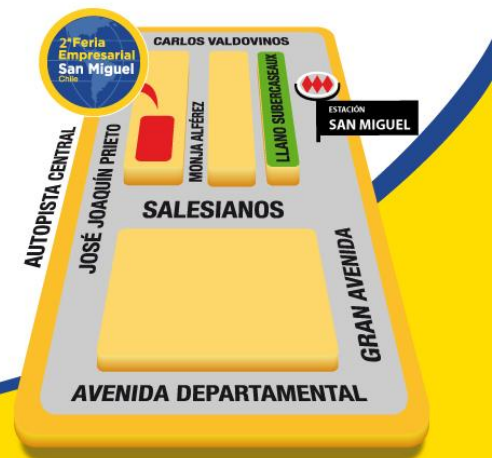 2ª Feria
Empresarial
San Miguel
Chile
CARLOS VALDOVINOS
LLANO SUBERCASEAUX
ESTACIÓN
SAN MIGUEL
MONJA ALFÉREZ
JOSÉ JOAQUÍN PRIETO
AUTOPISTA CENTRAL
SALESIANOS
GRAN AVENIDA
AVENIDA DEPARTAMENTAL